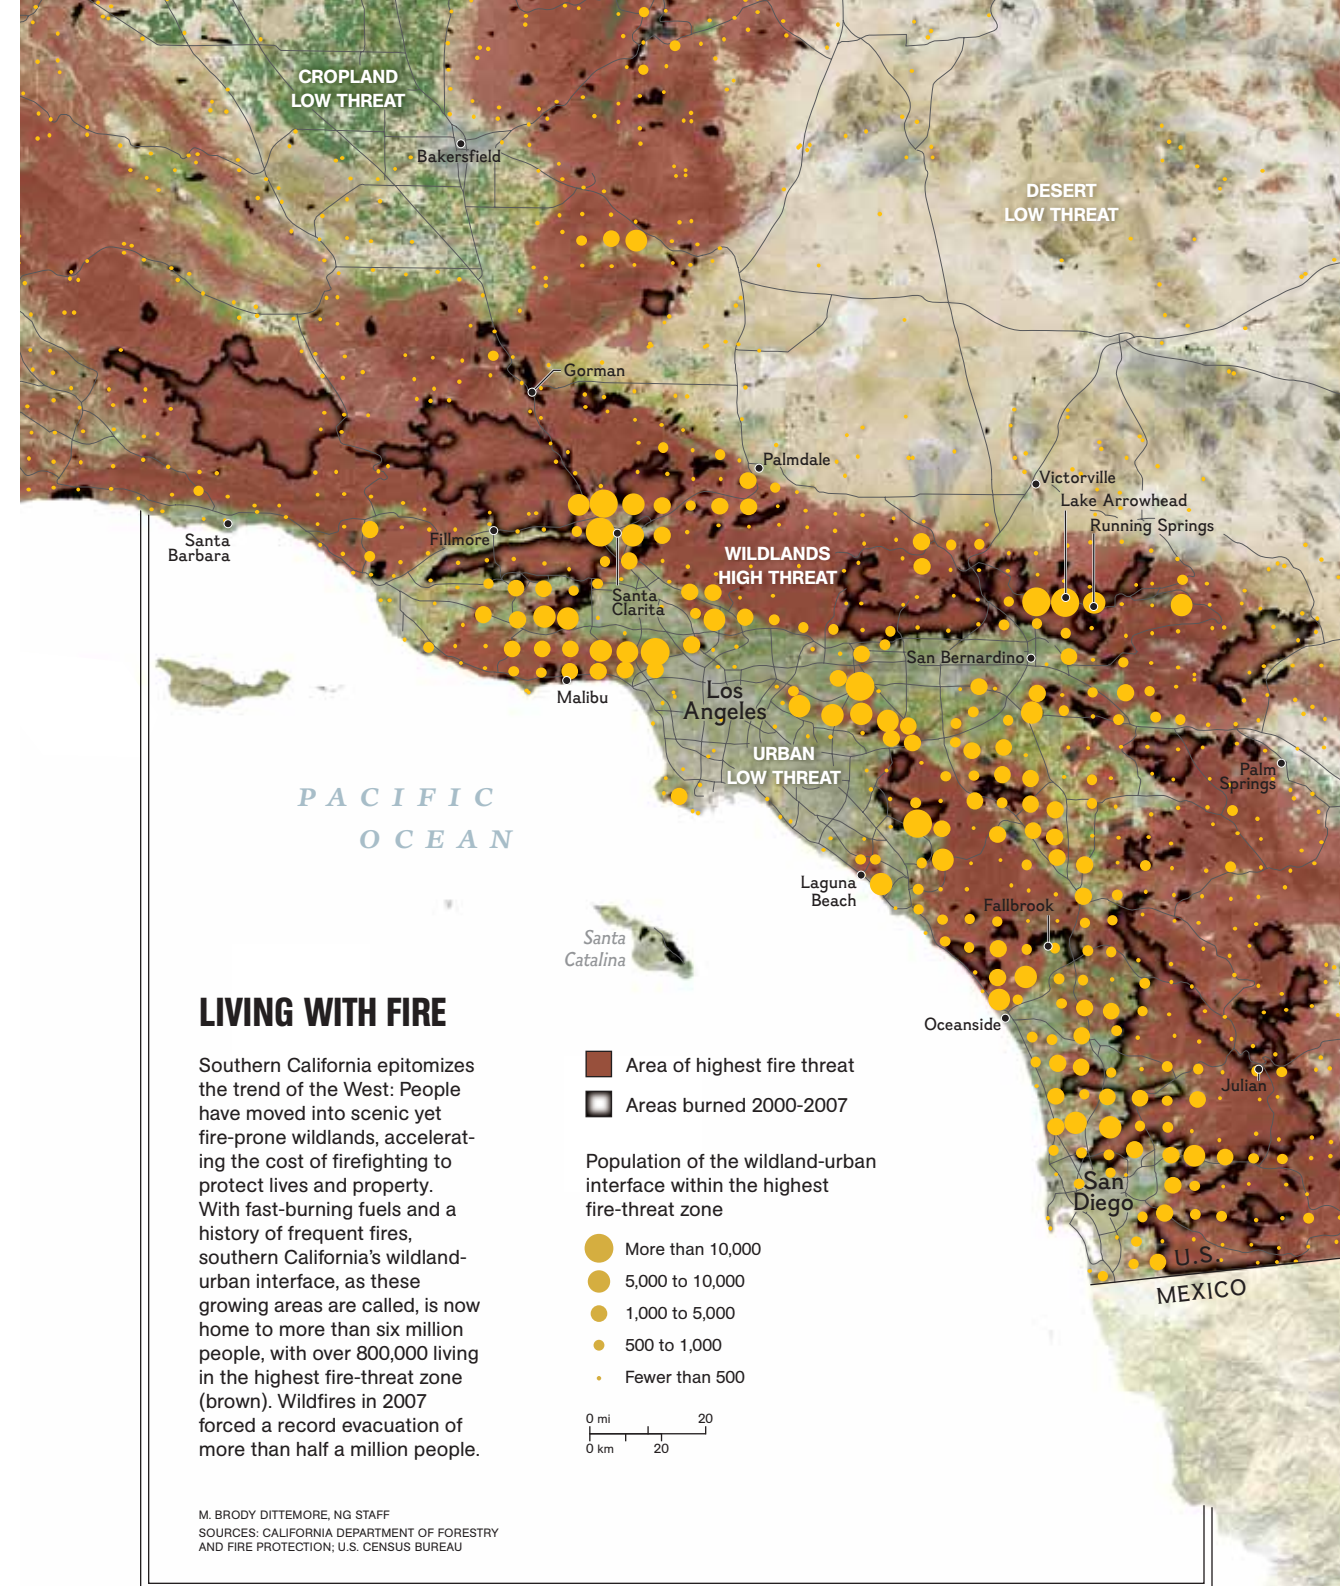 CROPLAND
LOW THREAT
Bakersfield
DESERT
LOW THREAT
Gorman
Palmdale
Victorville
Lake Arrowhead
Running Springs
Santa
Barbara
Fillmore
WILDLANDS
HIGH THREAT
Santa
Clarita
San Bernardino
Malibu
Los
Angeles
URBAN
LOW THREAT
Palm
Springs
PACIFIC
OCEAN
Laguna
Beach
Fallbrook
Santa
Catalina
Oceanside
Julian
San
Diego
U.S.
MEXICO
LIVING WITH FIRE
Southern California epitomizes
the trend of the West: People
have moved into scenic yet
fire-prone wildlands, accelerat-
ing the cost of firefighting to
protect lives and property.
With fast-burning fuels and a
history of frequent fires,
southern California's wildland-
urban interface, as these
growing areas are called, is now
home to more than six million
people, with over 800,000 living
in the highest fire-threat zone
(brown). Wildfires in 2007
forced a record evacuation of
more than half a million people.
M. BRODY DITTEMORE, NG STAFF
SOURCES: CALIFORNIA DEPARTMENT OF FORESTRY
AND FIRE PROTECTION; U.S. CENSUS BUREAU
Area of highest fire threat
Areas burned 2000-2007
Population of the wildland-urban
interface within the highest
fire-threat zone
More than 10,000
5,000 to 10,000
1,000 to 5,000
500 to 1,000
Fewer than 500
0 mi 20
0 km 20